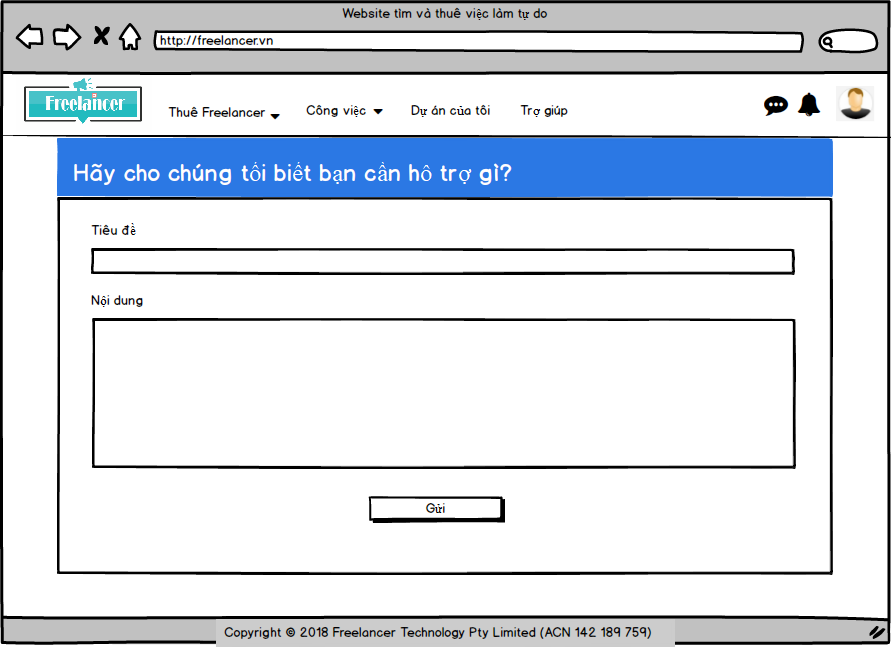 Website tìm và thuê việc làm tự do
http://freelancer.vn
Freelancer
Thuê Freelancer
Công việc
Dự án của tôi
Trợ giúp
Hãy cho chúng tối biết bạn cần hô trợ gì?
Tiêu đề
Nội dung
Gửi
Copyright © 2018 Freelancer Technology Pty Limited (ACN 142 189 759)